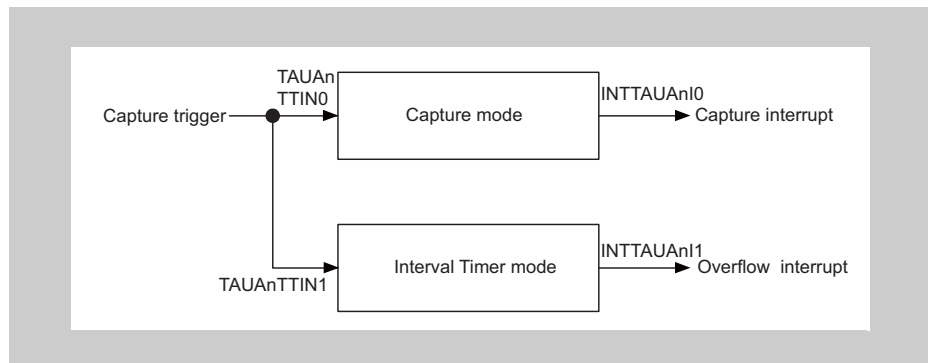 TAUAn
TTIN0
INTTAUAnI0
Capture trigger
Capture mode
Capture interrupt
INTTAUAnI1
Interval Timer mode
Overflow interrupt
TAUAnTTIN1